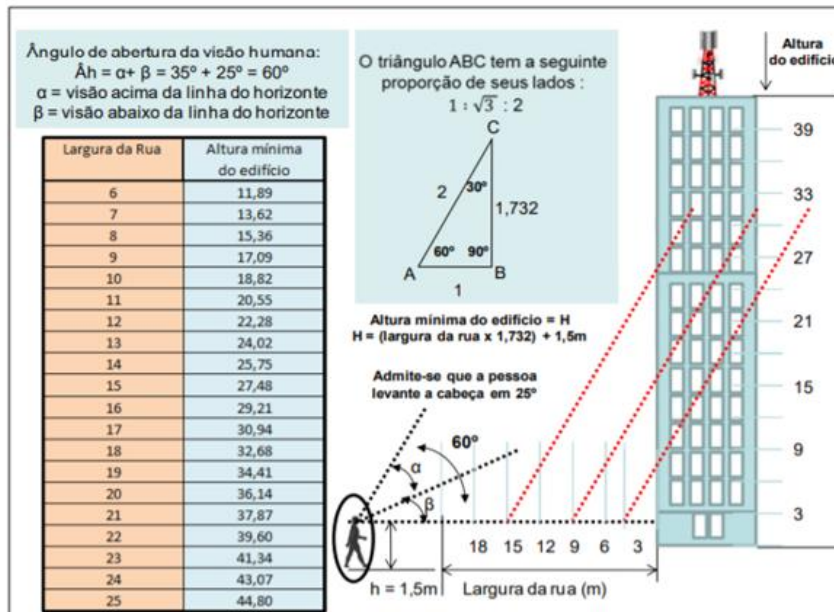 Ângulo de abertura da visão humana:
Âh = α+ β = 35º + 25º = 60º
α = visão acima da linha do horizonte
β = visão abaixo da linha do horizonte
Largura da Rua Altura mínima
do edifício
6 11,89
7 13,62
8 15,36
9 17,09
10 18,82
11 20,55
12 22,28
13 24,02
14 25,75
15 27,48
16 29,21
17 30,94
18 32,68
19 34,41
20 36,14
21 37,87
22 39,60
23 41,34
24 43,07
25 44,80
O triângulo ABC tem a seguinte
proporção de seus lados :
1 : √3 : 2
C
2 30º
1,732
60º 90º
A B
1
Altura mínima do edifício = H
H = (largura da rua x 1,732) + 1,5m
Admite-se que a pessoa
levante a cabeça em 25º
60º
α
β
18 15 12 9 6 3
h = 1,5m Largura da rua (m)
Altura
do edifício
39
33
27
21
15
9
3